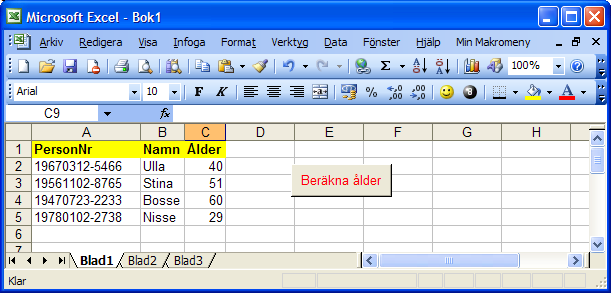 Microsoft Excel - Bok1
Arkiv Redigera Visa Infoga Format Verktyg Data Fönster Hjälp Min Makromeny
100%
Arial 10 F K U
C9 fx
A B C D E F G H
1 PersonNr Namn Ålder
2 19670312-5466 Ulla 40
Beräkna ålder
3 19561102-8765 Stina 51
4 19470723-2233 Bosse 60
5 19780102-2738 Nisse 29
6
7
Blad1 Blad2 Blad3
Klar